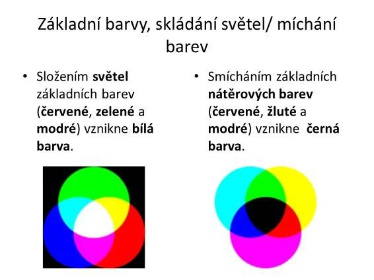 Základní barvy, skládání světel/ míchání
barev
• Složením světel
základních barev
(červené, zelené a
modré) vznikne bílá
barva.
• Smícháním základních
nátěrových barev
(červené, žluté a
modré) vznikne černá
barva.